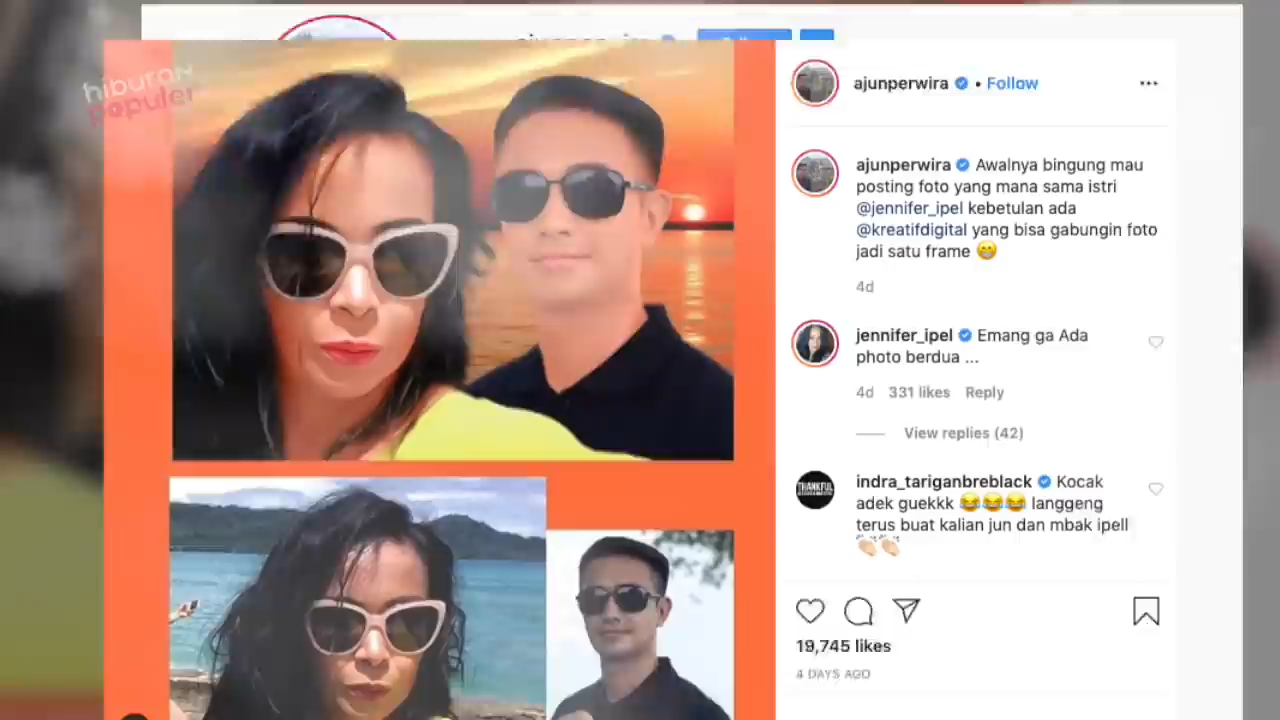 hiburan
populer
ajunperwira • Follow
ajunperwira Awalnya bingung mau
posting foto yang mana sama istri
@jennifer_ipel kebetulan ada
@kreatifdigital yang bisa gabungin foto
jadi satu frame 😁
4d
jennifer_ipel Emang ga Ada
photo berdua ...
4d 331 likes Reply
View replies (42)
THANKFUL
indra_tariganbreblack Kocak
adek guekkk 😂😂😂 langgeng
terus buat kalian jun dan mbak ipell
👏🏻👏🏻
19,745 likes
4 DAYS AGO